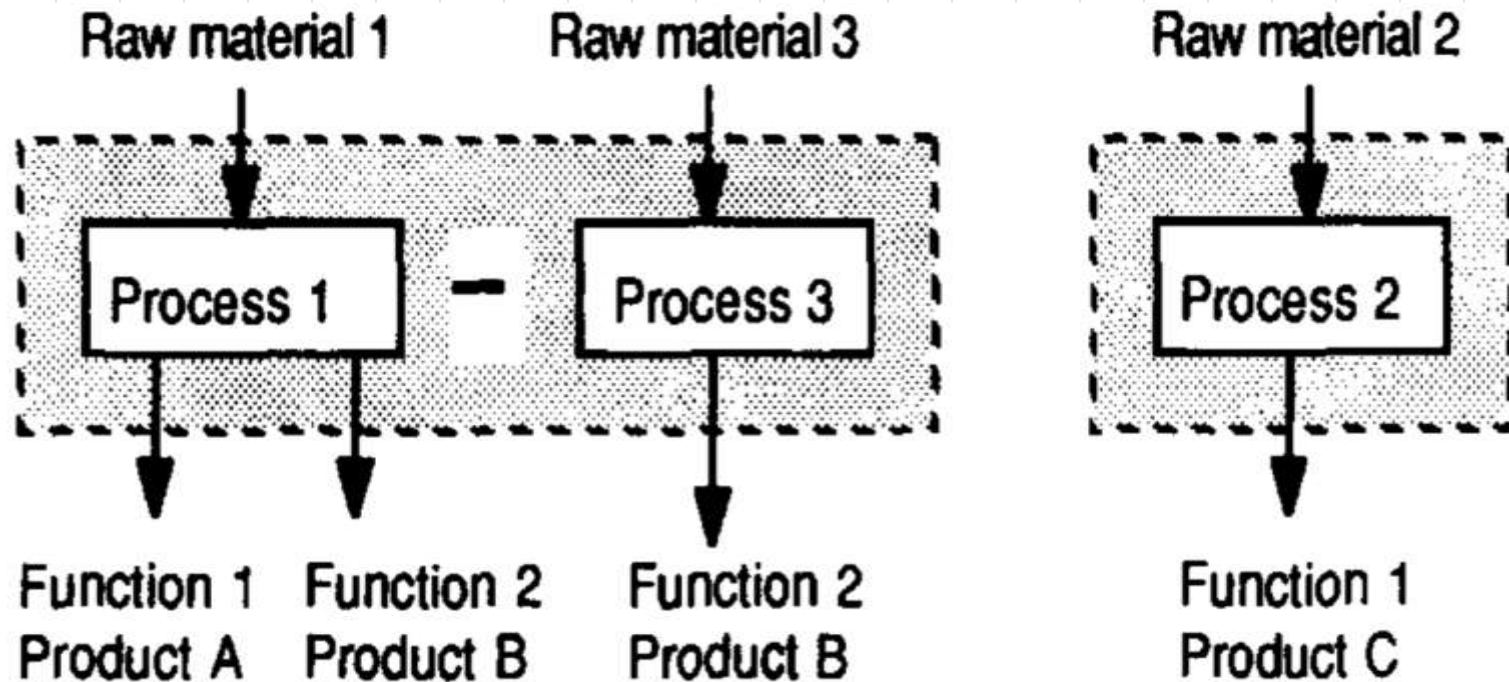 Raw material 1
Raw material 3
Raw material 2
Process 1
–
Process 3
Process 2
Function 1
Product A
Function 2
Product B
Function 2
Product B
Function 1
Product C